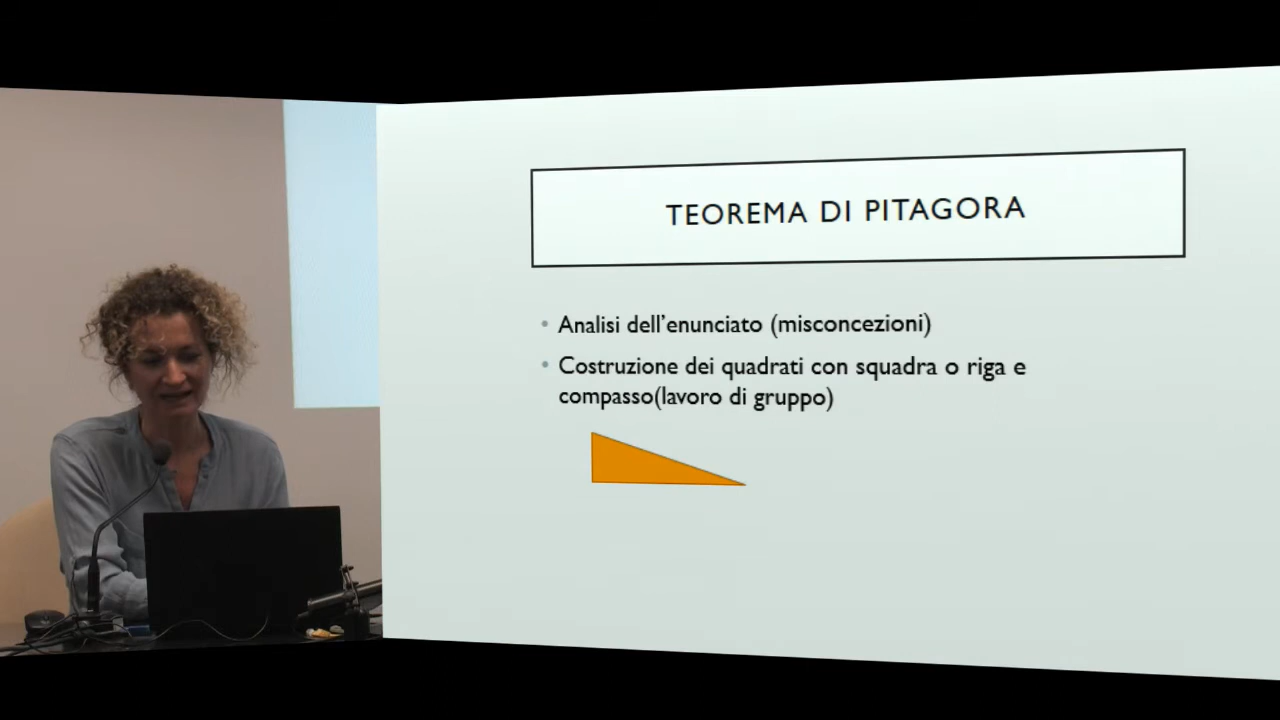 TEOREMA DI PITAGORA
• Analisi dell'enunciato (misconcezioni)
• Costruzione dei quadrati con squadra o riga e
compasso(lavoro di gruppo)